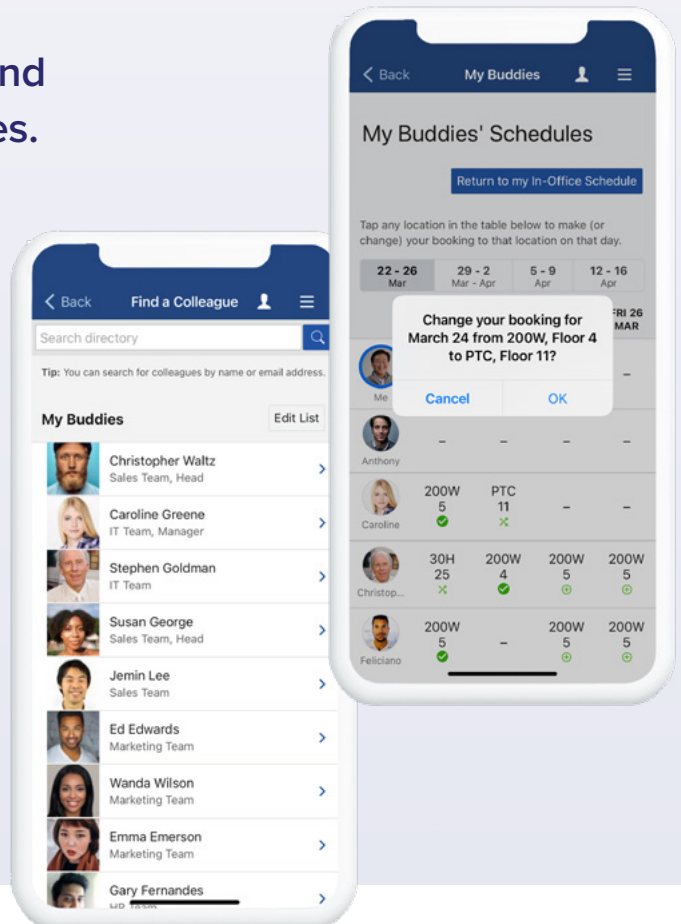 nd
es.
Back
My Buddies
My Buddies' Schedules
Return to my In-Office Schedule
Tap any location in the table below to make (or
change) your booking to that location on that day.
22 - 26
Mar
29 - 2
Mar - Apr
5 - 9
Apr
12 - 16
Apr
FRI 26
MAR
Change your booking for
March 24 from 200W, Floor 4
to PTC, Floor 11?
Cancel
OK
Me
–
Anthony
– – – –
Caroline
200W PTC – –
5 11
Christop...
30H 200W 200W 200W
25 4 5 5
Feliciano
200W – 200W 200W
5 5 5
Back
Find a Colleague
Search directory
Tip: You can search for colleagues by name or email address.
My Buddies
Edit List
Christopher Waltz
Sales Team, Head
Caroline Greene
IT Team, Manager
Stephen Goldman
IT Team
Susan George
Sales Team, Head
Jemin Lee
Sales Team
Ed Edwards
Marketing Team
Wanda Wilson
Marketing Team
Emma Emerson
Marketing Team
Gary Fernandes
HR Team